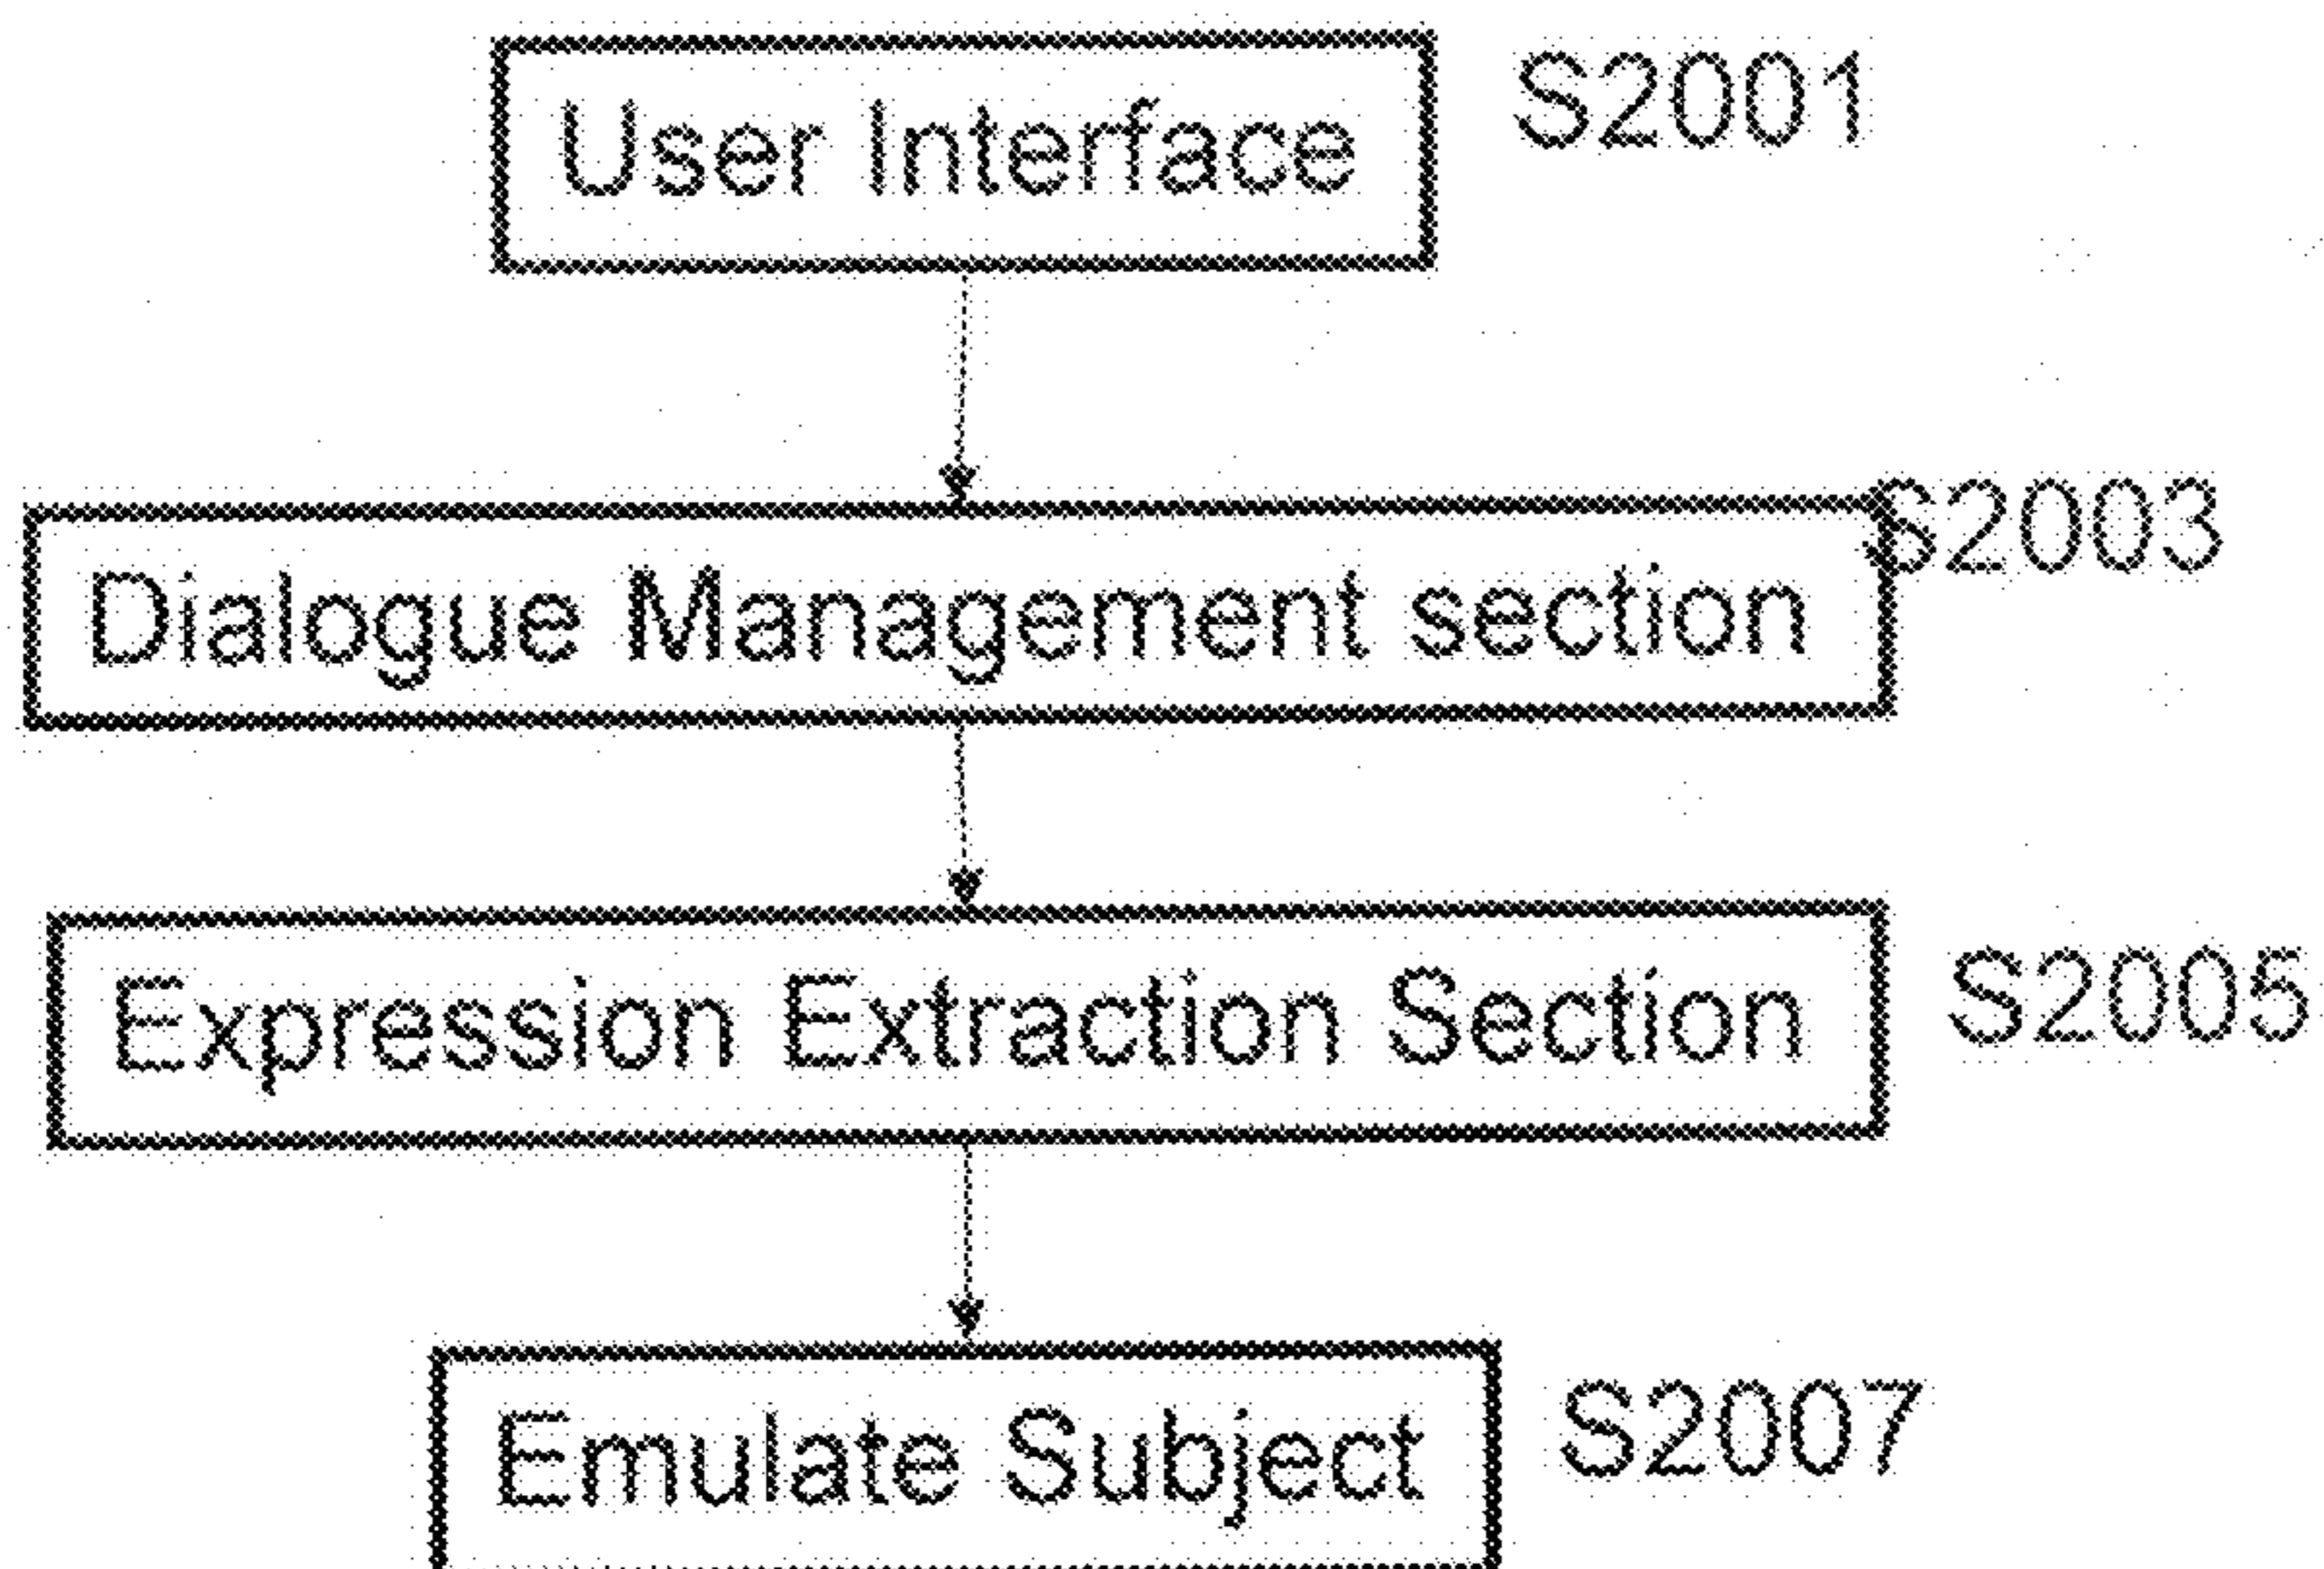 User Interface S2001
Dialogue Management section S2003
Expression Extraction Section S2005
Emulate Subject S2007